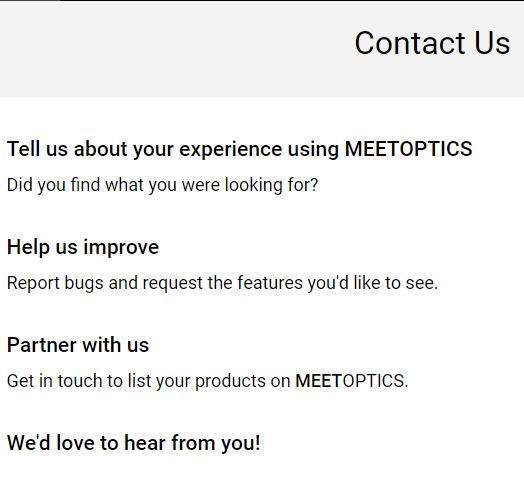 Contact Us
Tell us about your experience using MEETOPTICS
Did you find what you were looking for?
Help us improve
Report bugs and request the features you'd like to see.
Partner with us
Get in touch to list your products on MEETOPTICS.
We'd love to hear from you!